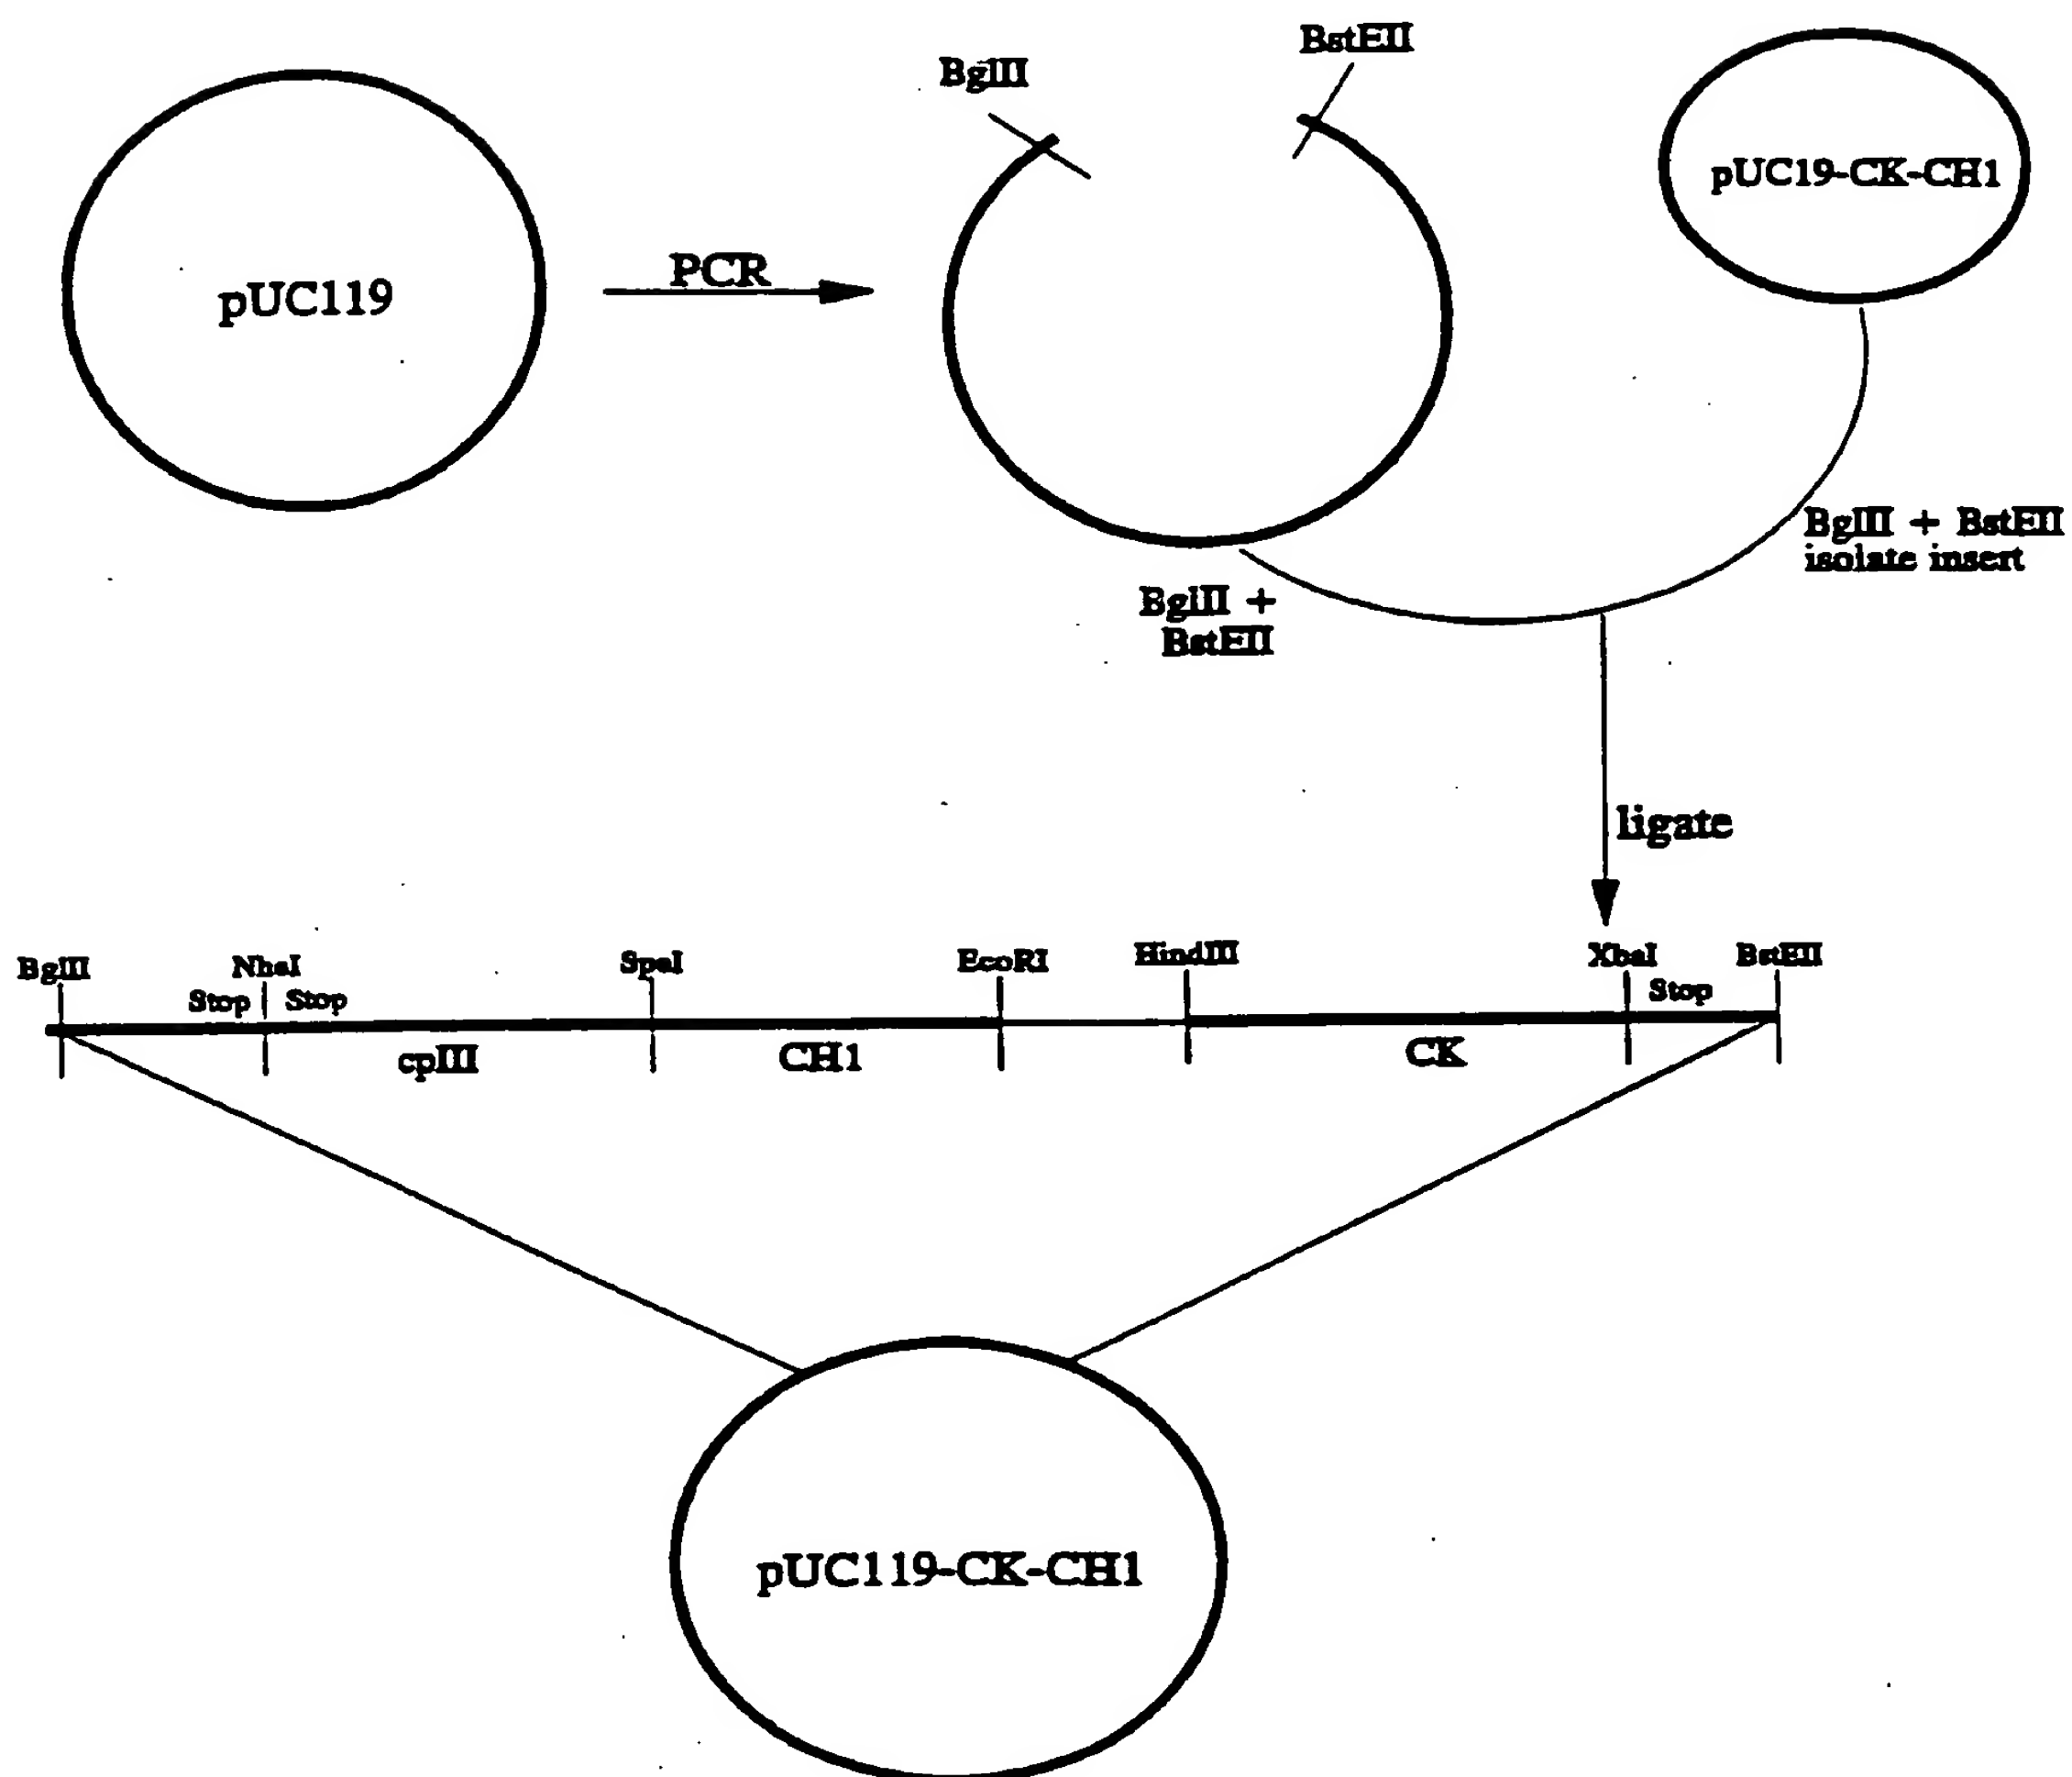 BglII
BstEII
pUC19-CK-CH1
pUC119
PCR
BglII + BstEII
isolate insert
BglII +
BstEII
ligate
BglII
NheI
SpeI
EcoRI
HindIII
XbaI
BstEII
Stop
Stop
Stop
cpIII
CH1
CK
pUC119-CK-CH1